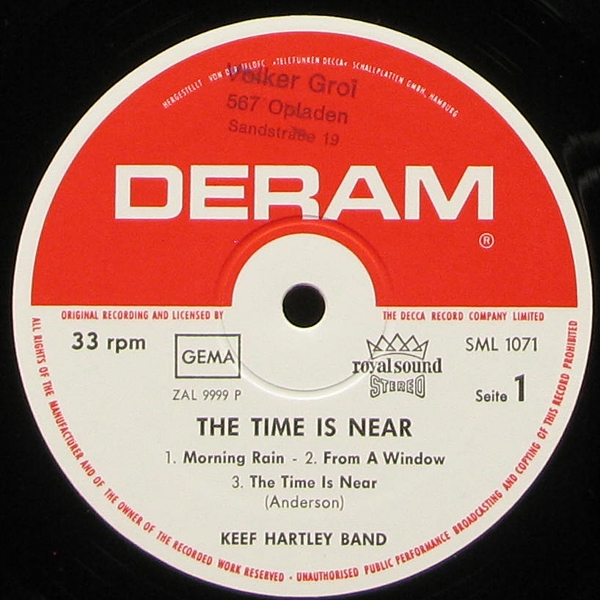 HERGESTELLT VON DER TELDEC »TELEFUNKEN DECCA« SCHALLPLATTEN GMBH, HAMBURG
Volker Grol
567 Opladen
Sandstraße 19
DERAM
®
ORIGINAL RECORDING AND LICENSED BY THE DECCA RECORD COMPANY LIMITED
33 rpm
GEMA
ZAL 9999 P
royal sound
STEREO
SML 1071
Seite 1
THE TIME IS NEAR
1. Morning Rain - 2. From A Window
3. The Time Is Near
(Anderson)
KEEF HARTLEY BAND
ALL RIGHTS OF THE MANUFACTURER AND OF THE OWNER OF THE RECORDED WORK RESERVED - UNAUTHORISED PUBLIC PERFORMANCE BROADCASTING AND COPYING OF THIS RECORD PROHIBITED